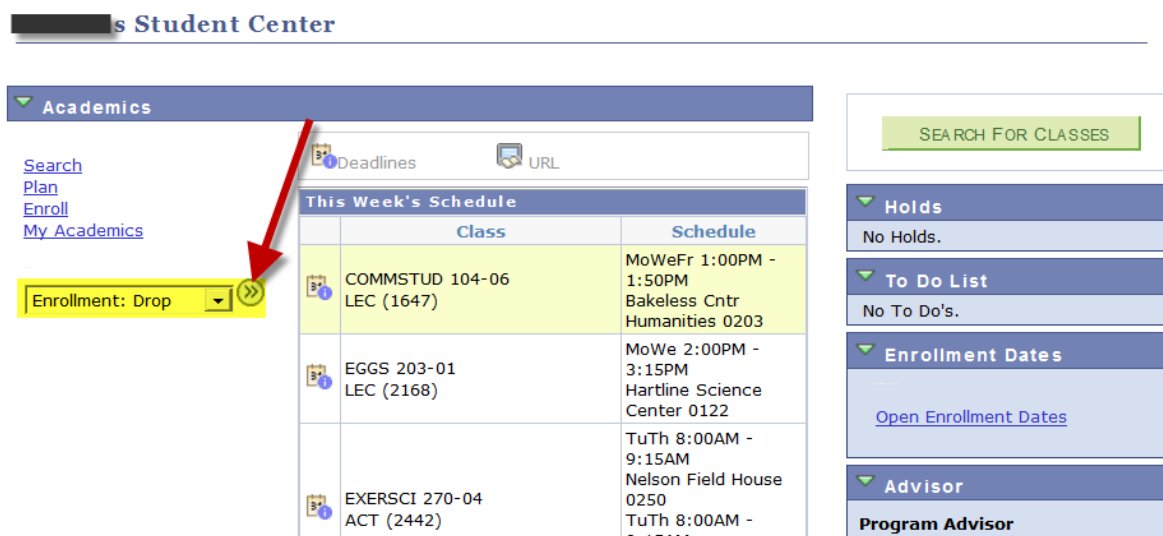 s Student Center
Academics
Search
Plan
Enroll
My Academics
Enrollment: Drop
Deadlines
URL
This Week's Schedule
Class
Schedule
COMMSTUD 104-06
LEC (1647)
MoWeFr 1:00PM -
1:50PM
Bakeless Cntr
Humanities 0203
EGGS 203-01
LEC (2168)
MoWe 2:00PM -
3:15PM
Hartline Science
Center 0122
EXERSCI 270-04
ACT (2442)
TuTh 8:00AM -
9:15AM
Nelson Field House
0250
TuTh 8:00AM -
SEARCH FOR CLASSES
Holds
No Holds.
To Do List
No To Do's.
Enrollment Dates
Open Enrollment Dates
Advisor
Program Advisor